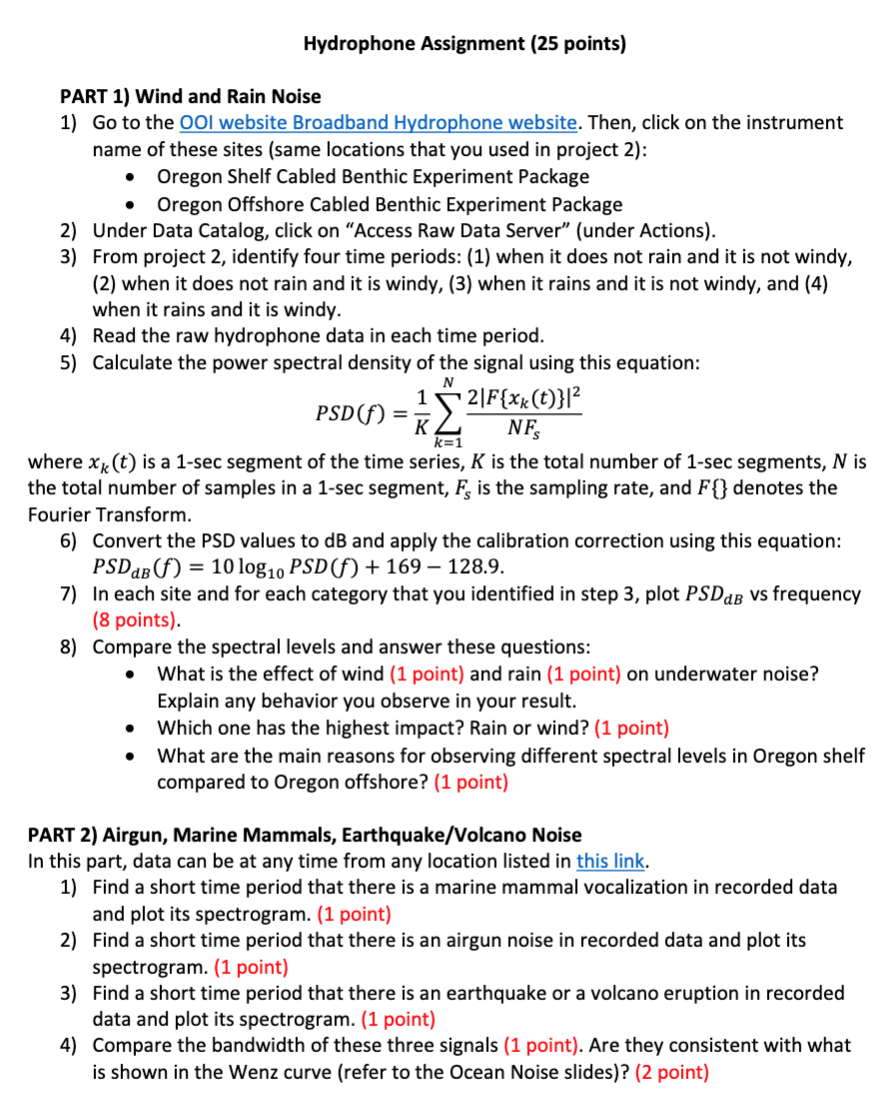 Hydrophone Assignment (25 points)
PART 1) Wind and Rain Noise
1) Go to the OOI website Broadband Hydrophone website. Then, click on the instrument
name of these sites (same locations that you used in project 2):
• Oregon Shelf Cabled Benthic Experiment Package
• Oregon Offshore Cabled Benthic Experiment Package
2) Under Data Catalog, click on “Access Raw Data Server” (under Actions).
3) From project 2, identify four time periods: (1) when it does not rain and it is not windy,
(2) when it does not rain and it is windy, (3) when it rains and it is not windy, and (4)
when it rains and it is windy.
4) Read the raw hydrophone data in each time period.
5) Calculate the power spectral density of the signal using this equation:
PSD(f) = 1/K ∑_{k=1}^{N} 2|F{x_k(t)}|² / NF_s
where x_k(t) is a 1-sec segment of the time series, K is the total number of 1-sec segments, N is
the total number of samples in a 1-sec segment, F_s is the sampling rate, and F{} denotes the
Fourier Transform.
6) Convert the PSD values to dB and apply the calibration correction using this equation:
PSD_dB(f) = 10 log₁₀ PSD(f) + 169 − 128.9.
7) In each site and for each category that you identified in step 3, plot PSD_dB vs frequency
(8 points).
8) Compare the spectral levels and answer these questions:
• What is the effect of wind (1 point) and rain (1 point) on underwater noise?
Explain any behavior you observe in your result.
• Which one has the highest impact? Rain or wind? (1 point)
• What are the main reasons for observing different spectral levels in Oregon shelf
compared to Oregon offshore? (1 point)
PART 2) Airgun, Marine Mammals, Earthquake/Volcano Noise
In this part, data can be at any time from any location listed in this link.
1) Find a short time period that there is a marine mammal vocalization in recorded data
and plot its spectrogram. (1 point)
2) Find a short time period that there is an airgun noise in recorded data and plot its
spectrogram. (1 point)
3) Find a short time period that there is an earthquake or a volcano eruption in recorded
data and plot its spectrogram. (1 point)
4) Compare the bandwidth of these three signals (1 point). Are they consistent with what
is shown in the Wenz curve (refer to the Ocean Noise slides)? (2 point)